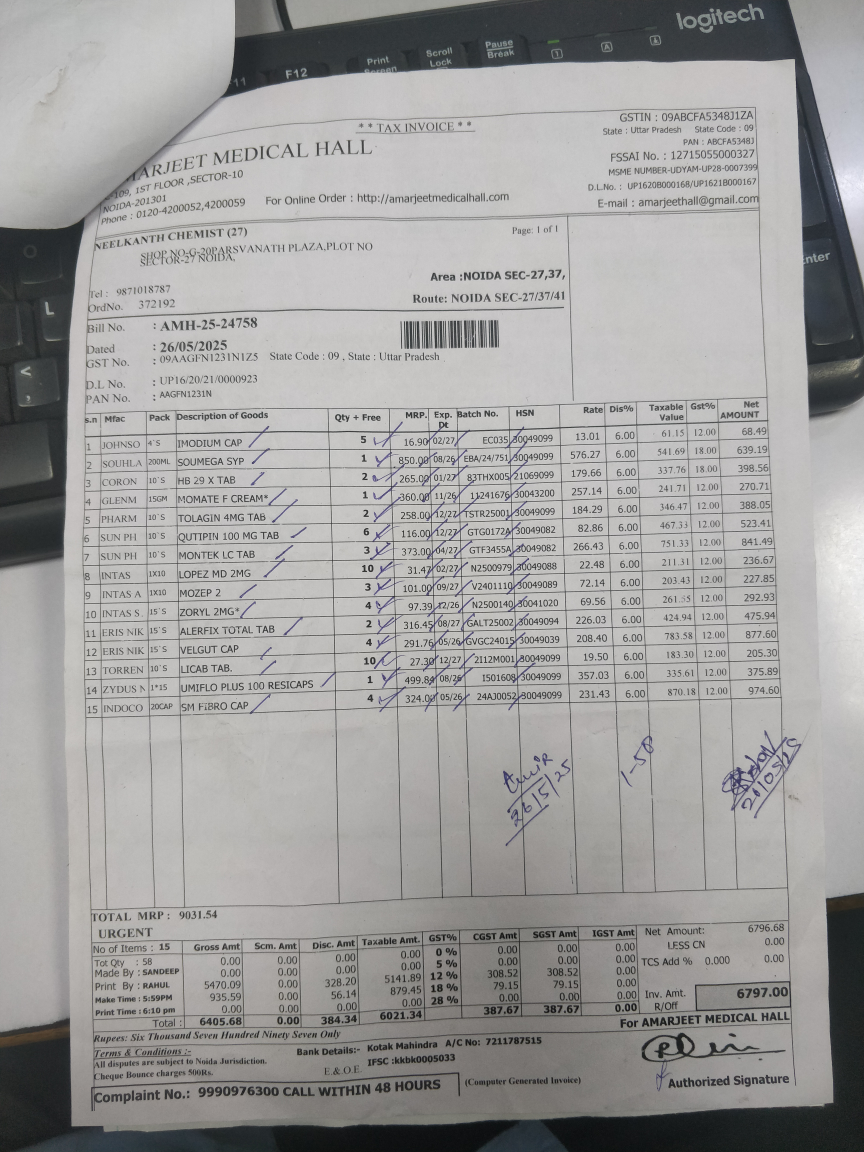 logitech
Print
Scroll
Lock
Pause
Break
11
F12
** TAX INVOICE **
GSTIN : 09ABCFA5348J1ZA
State : Uttar Pradesh State Code : 09
PAN : ABCFA5348J
FSSAI No. : 12715055000327
MSME NUMBER-UDYAM-UP28-0007399
D.L.No. : UP1620B000168/UP1621B000167
E-mail : amarjeethall@gmail.com
MARJEET MEDICAL HALL
109, 1ST FLOOR ,SECTOR-10
NOIDA-201301
Phone : 0120-4200052,4200059
For Online Order : http://amarjeetmedicalhall.com
NEELKANTH CHEMIST (27)
Page: 1 of 1
SHOP NO-G-20PARSVANATH PLAZA,PLOT NO
SECTOR-27 NOIDA,
Area :NOIDA SEC-27,37,
Tel : 9871018787
OrdNo. 372192
Route: NOIDA SEC-27/37/41
Bill No. : AMH-25-24758
Dated : 26/05/2025
GST No. : 09AAGFN1231N1Z5 State Code : 09 , State : Uttar Pradesh
D.L No. : UP16/20/21/0000923
PAN No. : AAGFN1231N
s.n Mfac Pack Description of Goods Qty + Free MRP. Exp. Dt Batch No. HSN Rate Dis% Taxable Value Gst% Net AMOUNT
1 JOHNSO 4`S IMODIUM CAP 5 16.90 02/27 EC035 30049099 13.01 6.00 61.15 12.00 68.49
2 SOUHLA 200ML SOUMEGA SYP 1 850.00 08/26 EBA/24/751 30049099 576.27 6.00 541.69 18.00 639.19
3 CORON 10`S HB 29 X TAB 2 265.00 01/27 83THX005 21069099 179.66 6.00 337.76 18.00 398.56
4 GLENM 15GM MOMATE F CREAM* 1 360.00 11/26 11241676 30043200 257.14 6.00 241.71 12.00 270.71
5 PHARM 10`S TOLAGIN 4MG TAB 2 258.00 12/27 TSTR25001 30049099 184.29 6.00 346.47 12.00 388.05
6 SUN PH 10`S QUTIPIN 100 MG TAB 6 116.00 12/27 GTG0172A 30049082 82.86 6.00 467.33 12.00 523.41
7 SUN PH 10`S MONTEK LC TAB 3 373.00 04/27 GTF3455A 30049082 266.43 6.00 751.33 12.00 841.49
8 INTAS 1X10 LOPEZ MD 2MG 10 31.47 02/27 N2500979 30049088 22.48 6.00 211.31 12.00 236.67
9 INTAS A 1X10 MOZEP 2 3 101.00 09/27 V2401110 30049089 72.14 6.00 203.43 12.00 227.85
10 INTAS S 15`S ZORYL 2MG* 4 97.39 12/26 N2500140 30041020 69.56 6.00 261.55 12.00 292.93
11 ERIS NIK 15`S ALERFIX TOTAL TAB 2 316.45 08/27 GALT25002 30049094 226.03 6.00 424.94 12.00 475.94
12 ERIS NIK 15`S VELGUT CAP 4 291.76 05/26 GVGC24015 30049039 208.40 6.00 783.58 12.00 877.60
13 TORREN 10`S LICAB TAB. 10 27.30 12/27 2I12M001 30049099 19.50 6.00 183.30 12.00 205.30
14 ZYDUS N 1*15 UMIFLO PLUS 100 RESICAPS 1 499.84 08/26 I501608 30049099 357.03 6.00 335.61 12.00 375.89
15 INDOCO 20CAP SM FiBRO CAP 4 324.00 05/26 24AJ0052 30049099 231.43 6.00 870.18 12.00 974.60
26/5/25
1-58
TOTAL MRP : 9031.54
URGENT
No of Items : 15 Gross Amt Scm. Amt Disc. Amt Taxable Amt. GST% CGST Amt SGST Amt IGST Amt
Tot Qty : 58 0.00 0.00 0.00 0.00 0 % 0.00 0.00 0.00
Made By : SANDEEP 0.00 0.00 0.00 0.00 5 % 0.00 0.00 0.00
Print By : RAHUL 5470.09 0.00 328.20 5141.89 12 % 308.52 308.52 0.00
Make Time : 5:59PM 935.59 0.00 56.14 879.45 18 % 79.15 79.15 0.00
Print Time : 6:10 pm 0.00 0.00 0.00 0.00 28 % 0.00 0.00 0.00
Total : 6405.68 0.00 384.34 6021.34 387.67 387.67 0.00
Net Amount: 6796.68
LESS CN 0.00
TCS Add % 0.000 0.00
Inv. Amt. 6797.00
R/Off
Rupees: Six Thousand Seven Hundred Ninety Seven Only
For AMARJEET MEDICAL HALL
Terms & Conditions :-
All disputes are subject to Noida Jurisdiction.
Cheque Bounce charges 500Rs.
Bank Details:- Kotak Mahindra A/C No: 7211787515
IFSC :kkbk0005033
E.& O.E.
(Computer Generated Invoice)
Authorized Signature
Complaint No.: 9990976300 CALL WITHIN 48 HOURS